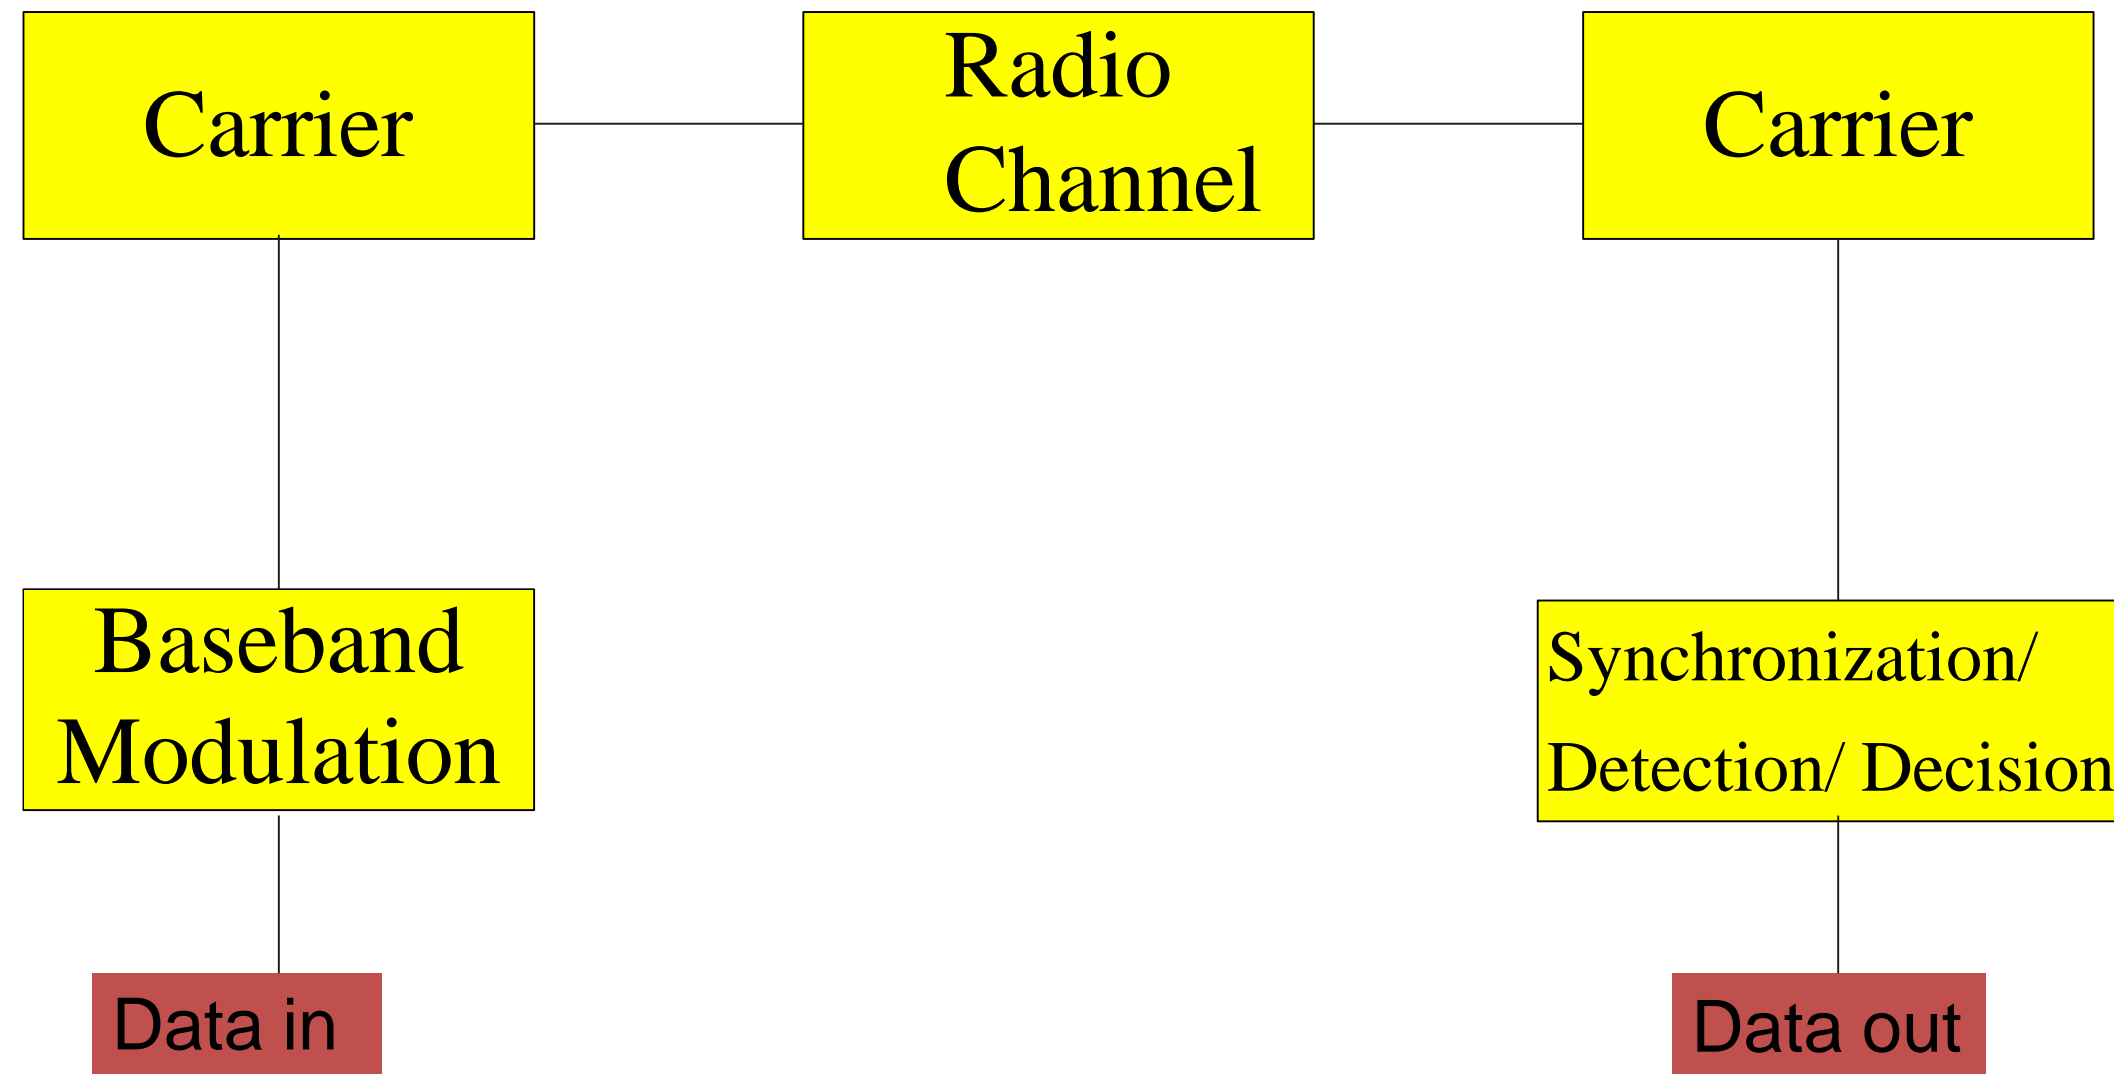 Carrier
Radio
Channel
Carrier
Baseband
Modulation
Synchronization/
Detection/ Decision
Data in
Data out